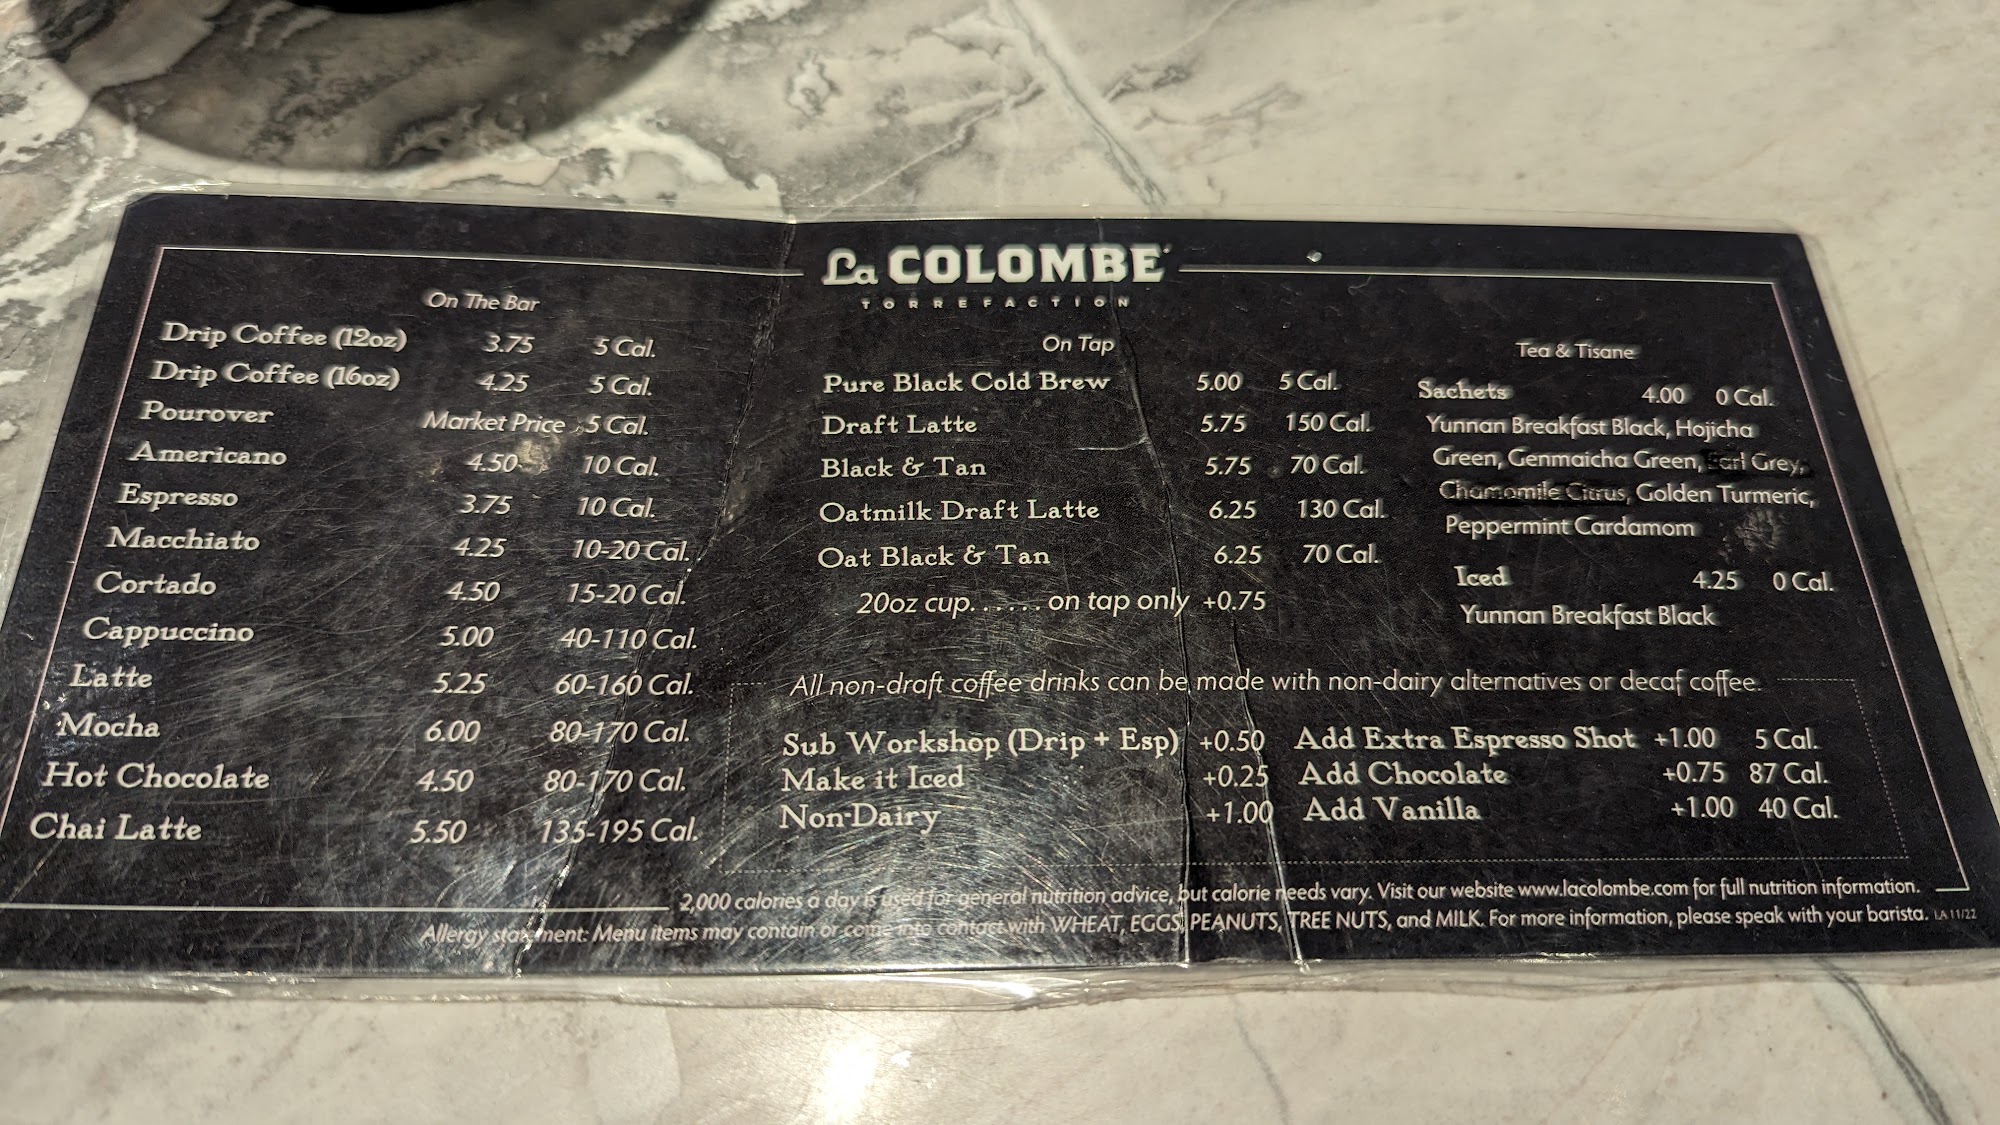 La COLOMBE
TORREFACTION
On The Bar
Drip Coffee (12oz) 3.75 5 Cal.
Drip Coffee (16oz) 4.25 5 Cal.
Pourover Market Price 5 Cal.
Americano 4.50 10 Cal.
Espresso 3.75 10 Cal.
Macchiato 4.25 10-20 Cal.
Cortado 4.50 15-20 Cal.
Cappuccino 5.00 40-110 Cal.
Latte 5.25 60-160 Cal.
Mocha 6.00 80-170 Cal.
Hot Chocolate 4.50 80-170 Cal.
Chai Latte 5.50 135-195 Cal.
On Tap
Pure Black Cold Brew 5.00 5 Cal.
Draft Latte 5.75 150 Cal.
Black & Tan 5.75 70 Cal.
Oatmilk Draft Latte 6.25 130 Cal.
Oat Black & Tan 6.25 70 Cal.
20oz cup. . . . . . on tap only +0.75
Tea & Tisane
Sachets 4.00 0 Cal.
Yunnan Breakfast Black, Hojicha
Green, Genmaicha Green, Earl Grey,
Chamomile Citrus, Golden Turmeric,
Peppermint Cardamom
Iced 4.25 0 Cal.
Yunnan Breakfast Black
All non-draft coffee drinks can be made with non-dairy alternatives or decaf coffee.
Sub Workshop (Drip + Esp) +0.50
Make it Iced +0.25
Non-Dairy +1.00
Add Extra Espresso Shot +1.00 5 Cal.
Add Chocolate +0.75 87 Cal.
Add Vanilla +1.00 40 Cal.
2,000 calories a day is used for general nutrition advice, but calorie needs vary. Visit our website www.lacolombe.com for full nutrition information.
Allergy statement: Menu items may contain or come into contact with WHEAT, EGGS, PEANUTS, TREE NUTS, and MILK. For more information, please speak with your barista. LA 11/22